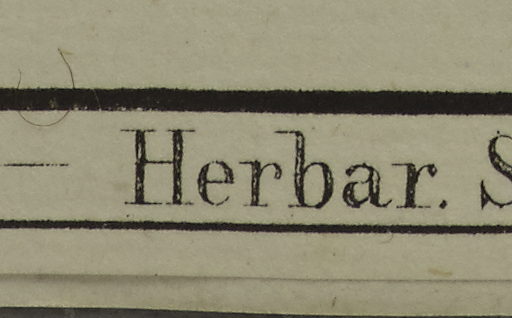 — Herbar.